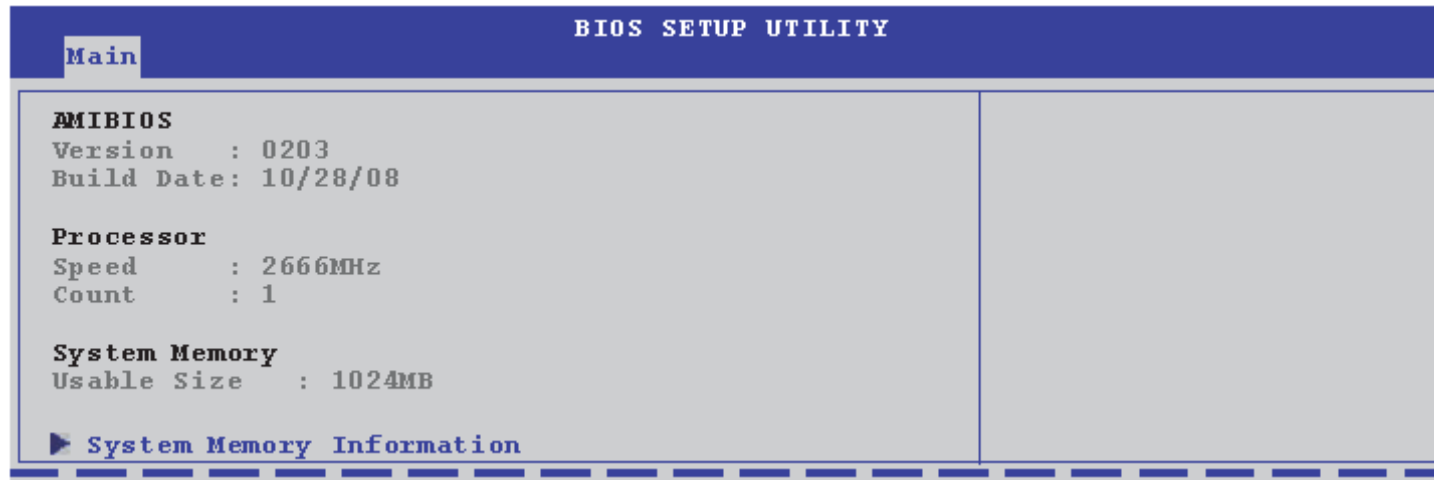 BIOS SETUP UTILITY
Main
AMIBIOS
Version : 0203
Build Date: 10/28/08
Processor
Speed : 2666MHz
Count : 1
System Memory
Usable Size : 1024MB
System Memory Information